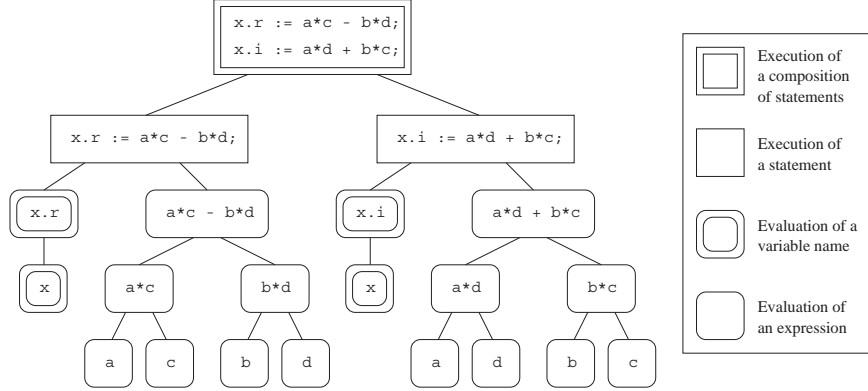 x.r := a*c - b*d;
x.i := a*d + b*c;
x.r := a*c - b*d;
x.i := a*d + b*c;
x.r
a*c - b*d
x.i
a*d + b*c
x
a*c
b*d
x
a*d
b*c
a
c
b
d
a
d
b
c
Execution of
a composition
of statements
Execution of
a statement
Evaluation of a
variable name
Evaluation of
an expression